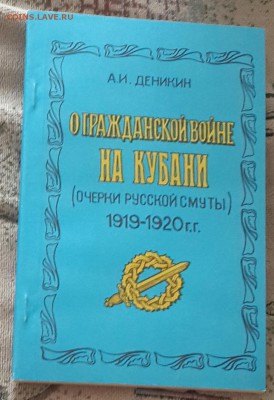 COINS.LAVE.RU
А.И. ДЕНИКИН
О ГРАЖДАНСКОЙ ВОЙНЕ
НА КУБАНИ
(ОЧЕРКИ РУССКОЙ СМУТЫ)
1919-1920 г.г.